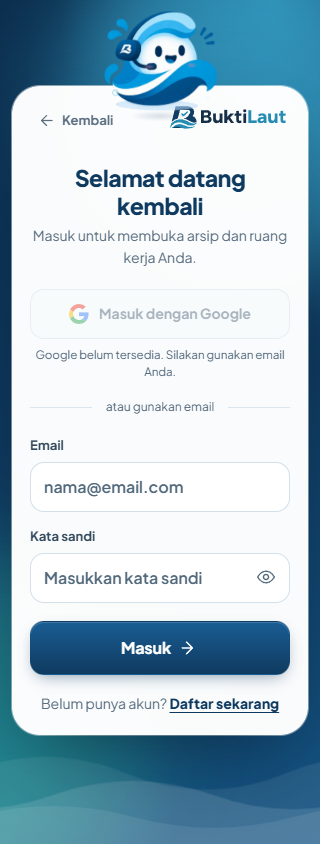 Kembali
BuktiLaut
Selamat datang
kembali
Masuk untuk membuka arsip dan ruang
kerja Anda.
Masuk dengan Google
Google belum tersedia. Silakan gunakan email
Anda.
atau gunakan email
Email
nama@email.com
Kata sandi
Masukkan kata sandi
Masuk
Belum punya akun? Daftar sekarang